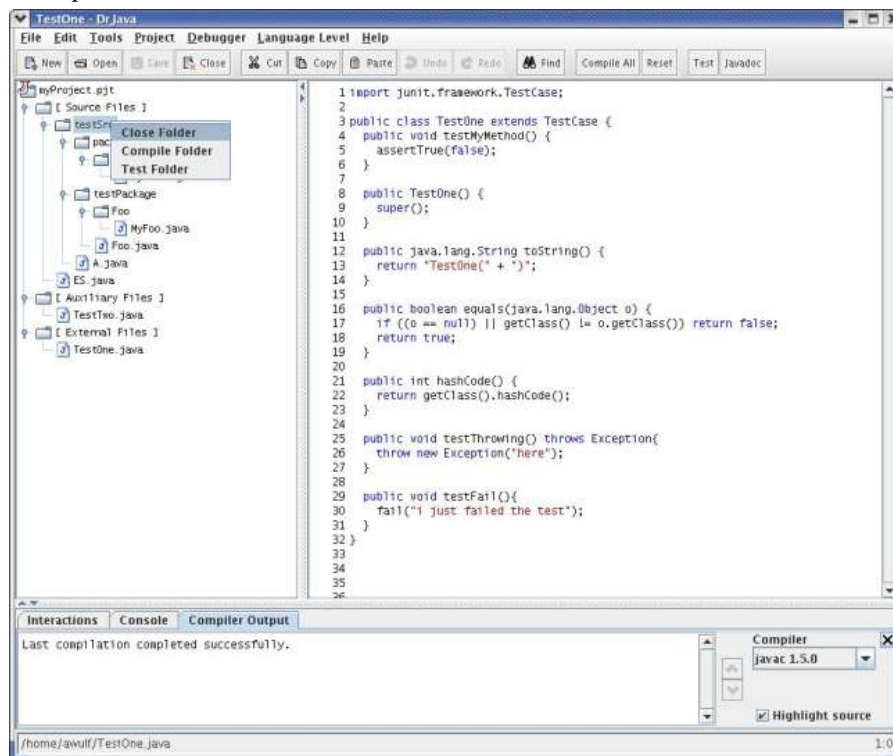 TestOne - DrJava
File Edit Tools Project Debugger Language Level Help
New Open Save Close Cut Copy Paste Undo Redo Find Compile All Reset Test Javadoc
myProject.pjt
[ Source Files ]
testSrc
Close Folder
Compile Folder
Test Folder
testPackage
Foo
MyFoo.java
Foo.java
A.java
ES.java
[ Auxiliary Files ]
TestTwo.java
[ External Files ]
TestOne.java
1 import junit.framework.TestCase;
2
3 public class TestOne extends TestCase {
4 public void testMyMethod() {
5 assertTrue(false);
6 }
7
8 public TestOne() {
9 super();
10 }
11
12 public java.lang.String toString() {
13 return "TestOne(" + ")";
14 }
15
16 public boolean equals(java.lang.Object o) {
17 if ((o == null) || getClass() != o.getClass()) return false;
18 return true;
19 }
20
21 public int hashCode() {
22 return getClass().hashCode();
23 }
24
25 public void testThrowing() throws Exception{
26 throw new Exception("here");
27 }
28
29 public void testFail(){
30 fail("i just failed the test");
31 }
32 }
33
34
35
36
Interactions Console Compiler Output
Last compilation completed successfully.
Compiler
javac 1.5.0
Highlight source
/home/awulf/TestOne.java
1:0